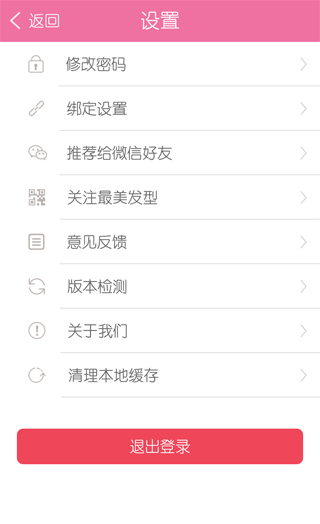 返回
设置
修改密码
绑定设置
推荐给微信好友
关注最美发型
意见反馈
版本检测
关于我们
清理本地缓存
退出登录